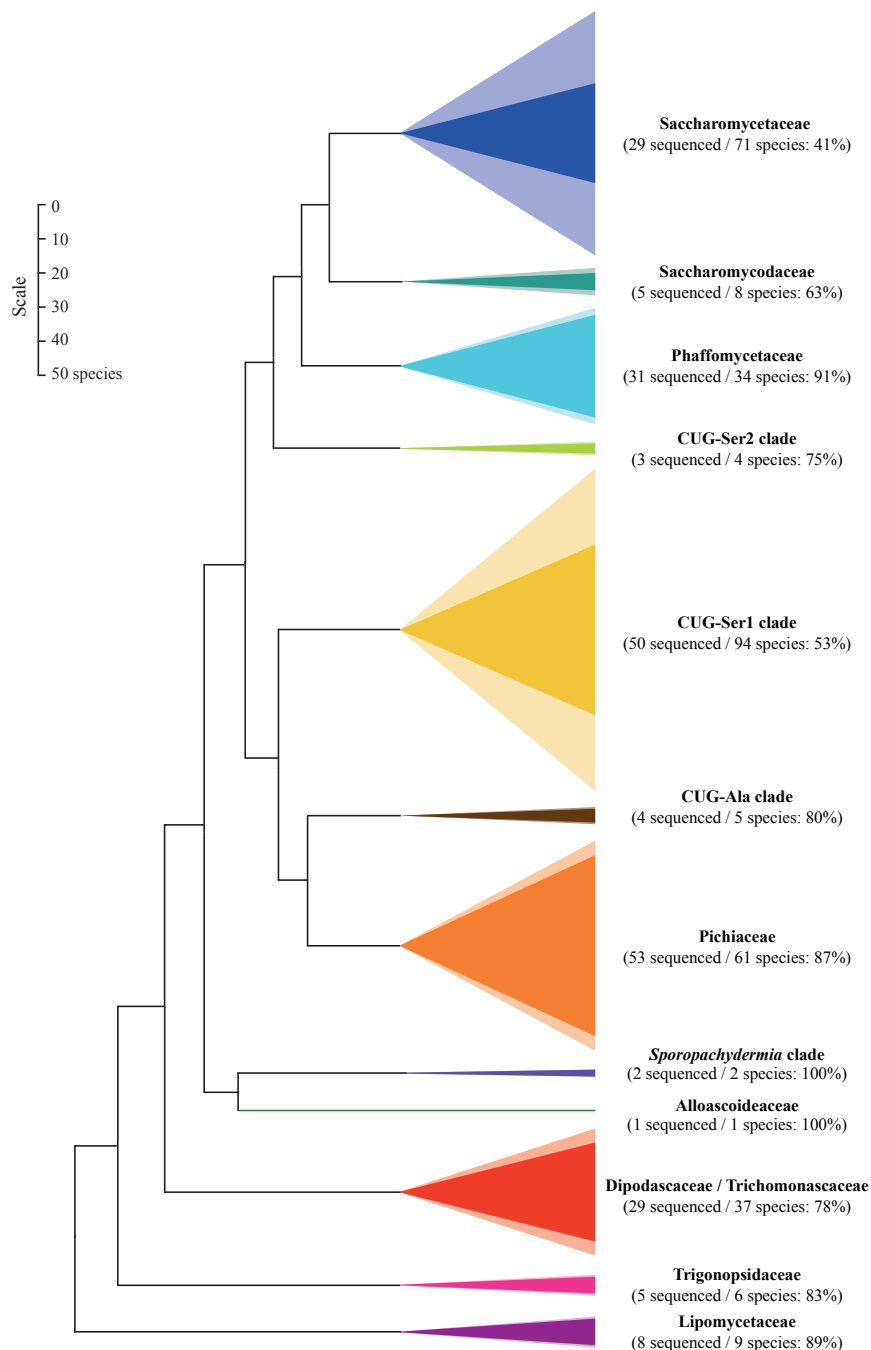 Saccharomycetaceae
(29 sequenced / 71 species: 41%)
0
10
20
30
40
50 species
Scale
Saccharomycodaceae
(5 sequenced / 8 species: 63%)
Phaffomycetaceae
(31 sequenced / 34 species: 91%)
CUG-Ser2 clade
(3 sequenced / 4 species: 75%)
CUG-Ser1 clade
(50 sequenced / 94 species: 53%)
CUG-Ala clade
(4 sequenced / 5 species: 80%)
Pichiaceae
(53 sequenced / 61 species: 87%)
Sporopachydermia clade
(2 sequenced / 2 species: 100%)
Alloascoideaceae
(1 sequenced / 1 species: 100%)
Dipodascaceae / Trichomonascaceae
(29 sequenced / 37 species: 78%)
Trigonopsidaceae
(5 sequenced / 6 species: 83%)
Lipomycetaceae
(8 sequenced / 9 species: 89%)